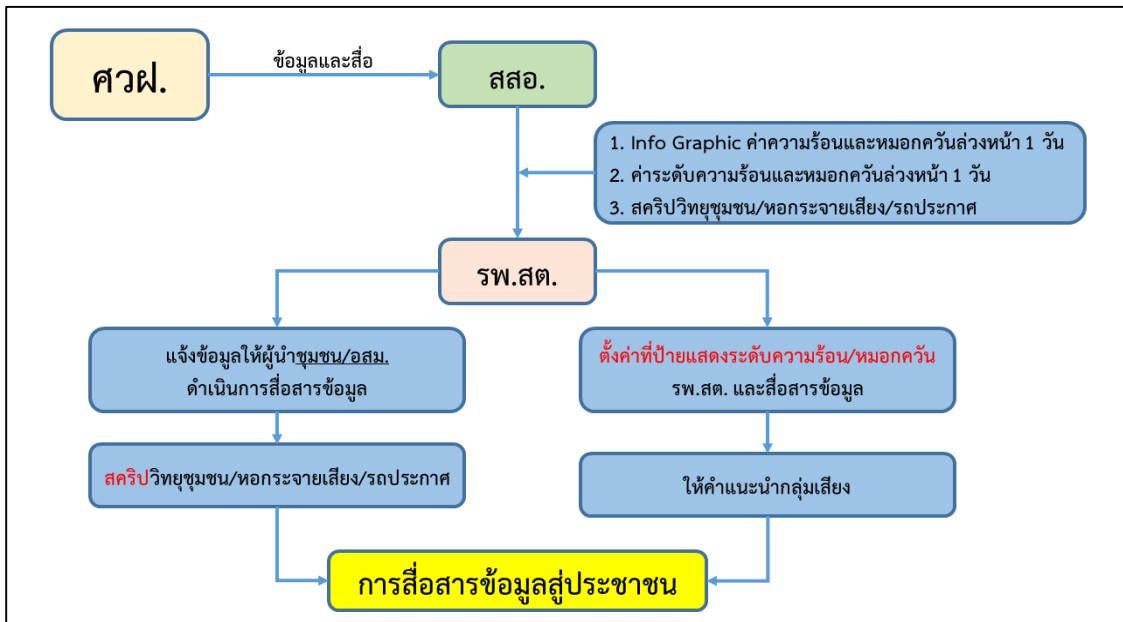 ศวฝ.
ข้อมูลและสื่อ
สสอ.
1. Info Graphic ค่าความร้อนและหมอกควันล่วงหน้า 1 วัน
2. ค่าระดับความร้อนและหมอกควันล่วงหน้า 1 วัน
3. สคริปวิทยุชุมชน/หอกระจายเสียง/รถประกาศ
รพ.สต.
แจ้งข้อมูลให้ผู้นำชุมชน/อสม.
ดำเนินการสื่อสารข้อมูล
ตั้งค่าที่ป้ายแสดงระดับความร้อน/หมอกควัน
รพ.สต. และสื่อสารข้อมูล
สคริปวิทยุชุมชน/หอกระจายเสียง/รถประกาศ
ให้คำแนะนำกลุ่มเสียง
การสื่อสารข้อมูลสู่ประชาชน